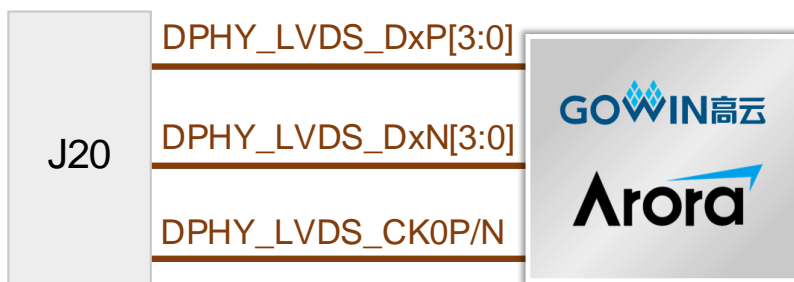 DPHY_LVDS_DxP[3:0]
J20
DPHY_LVDS_DxN[3:0]
DPHY_LVDS_CK0P/N
GOWIN高云
Arora